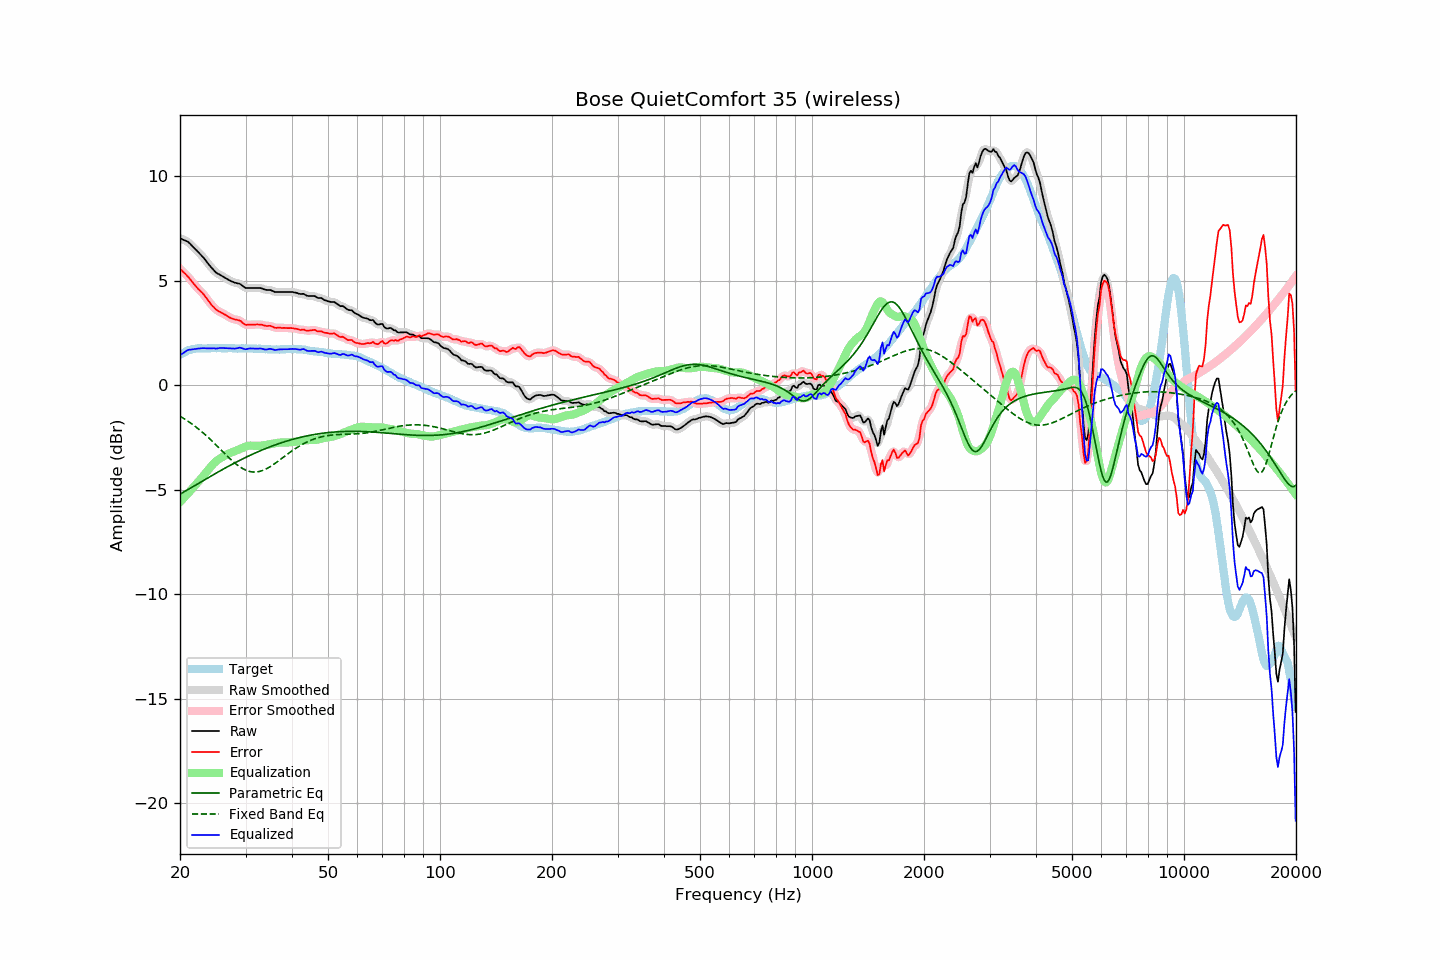 Bose QuietComfort 35 (wireless)
Amplitude (dBr)
10
5
0
−5
−10
−15
−20
Target
Raw Smoothed
Error Smoothed
Raw
Error
Equalization
Parametric Eq
Fixed Band Eq
Equalized
20 50 100 200 500 1000 2000 5000 10000 20000
Frequency (Hz)